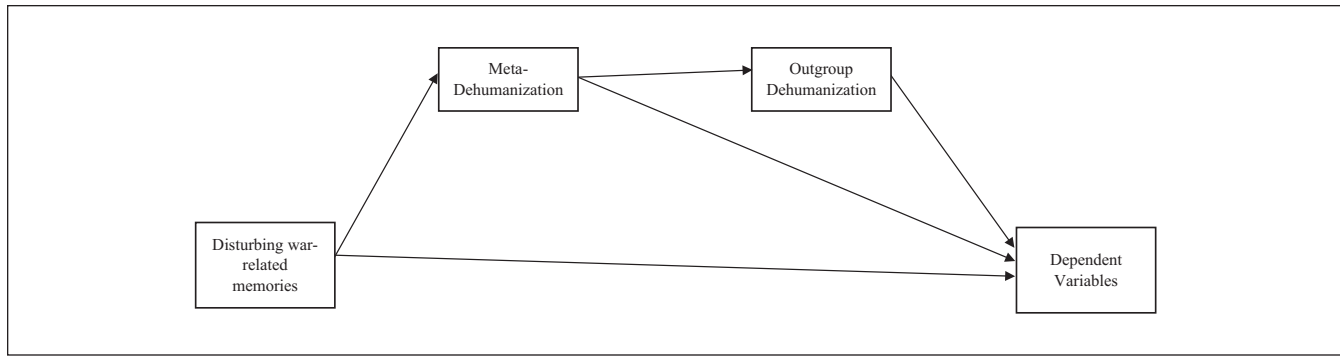 Meta-
Dehumanization
Outgroup
Dehumanization
Disturbing war-
related
memories
Dependent
Variables